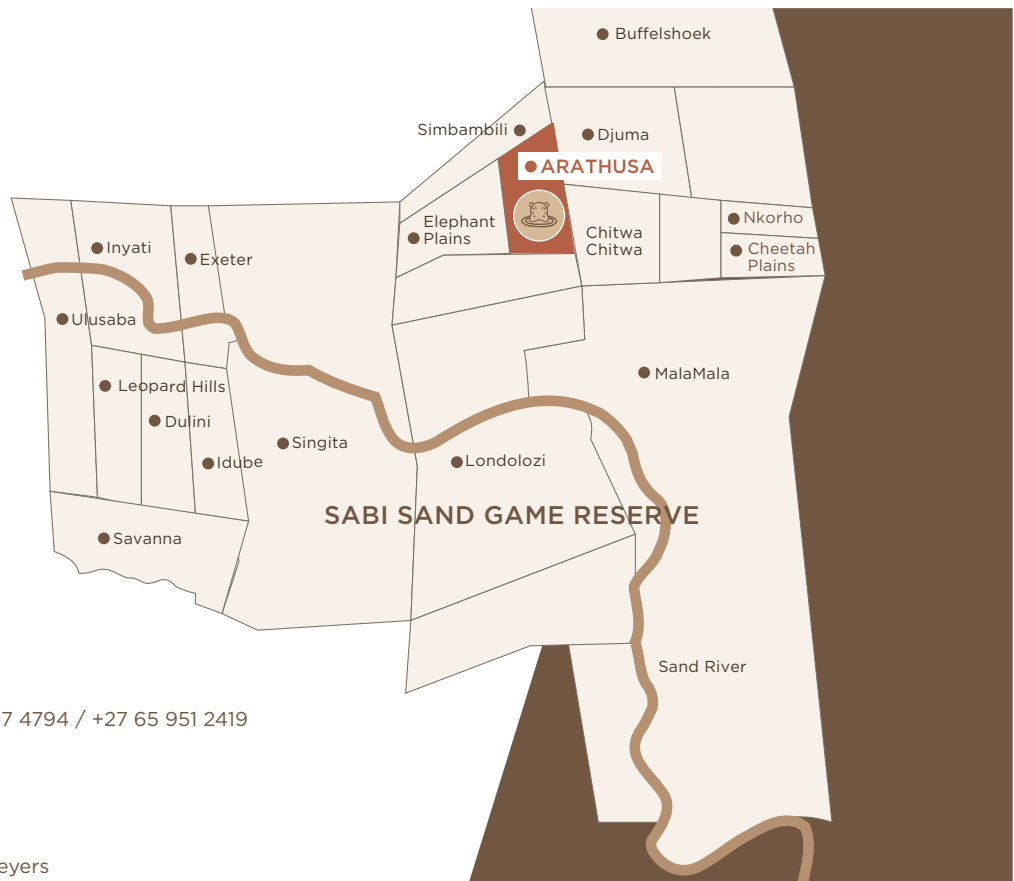 Buffelshoek
Simbambili
Djuma
ARATHUSA
Elephant
Plains
Chitwa
Chitwa
Nkorho
Cheetah
Plains
Inyati
Exeter
Ulusaba
MalaMala
Leopard Hills
Dulini
Singita
Idube
Londolozi
SABI SAND GAME RESERVE
Savanna
Sand River
7 4794 / +27 65 951 2419
eyers